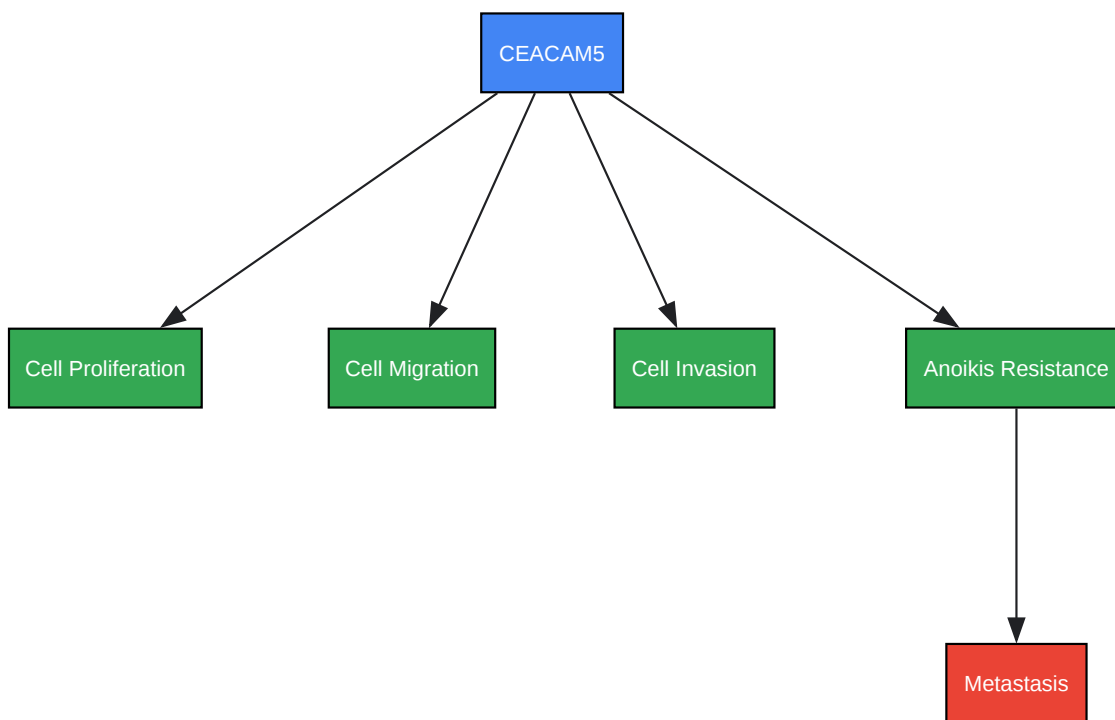 CEACAM5
Cell Proliferation
Cell Migration
Cell Invasion
Anoikis Resistance
Metastasis